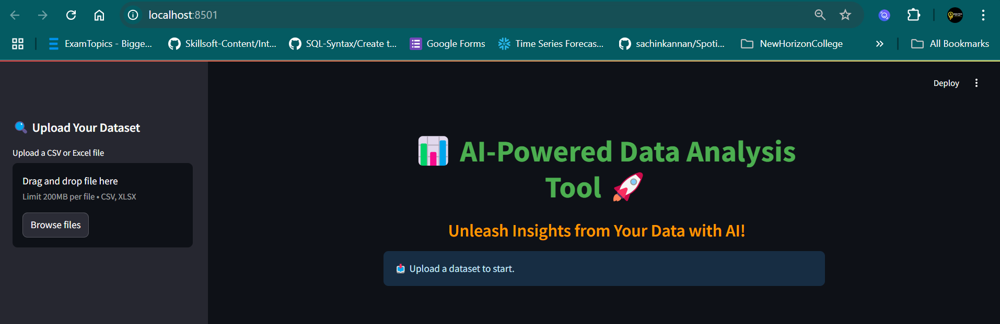 localhost:8501
ExamTopics - Bigge...
Skillsoft-Content/Int...
SQL-Syntax/Create t...
Google Forms
Time Series Forecas...
sachinkannan/Spoti...
NewHorizonCollege
All Bookmarks
Deploy
Upload Your Dataset
Upload a CSV or Excel file
Drag and drop file here
Limit 200MB per file • CSV, XLSX
Browse files
AI-Powered Data Analysis
Tool
Unleash Insights from Your Data with AI!
Upload a dataset to start.